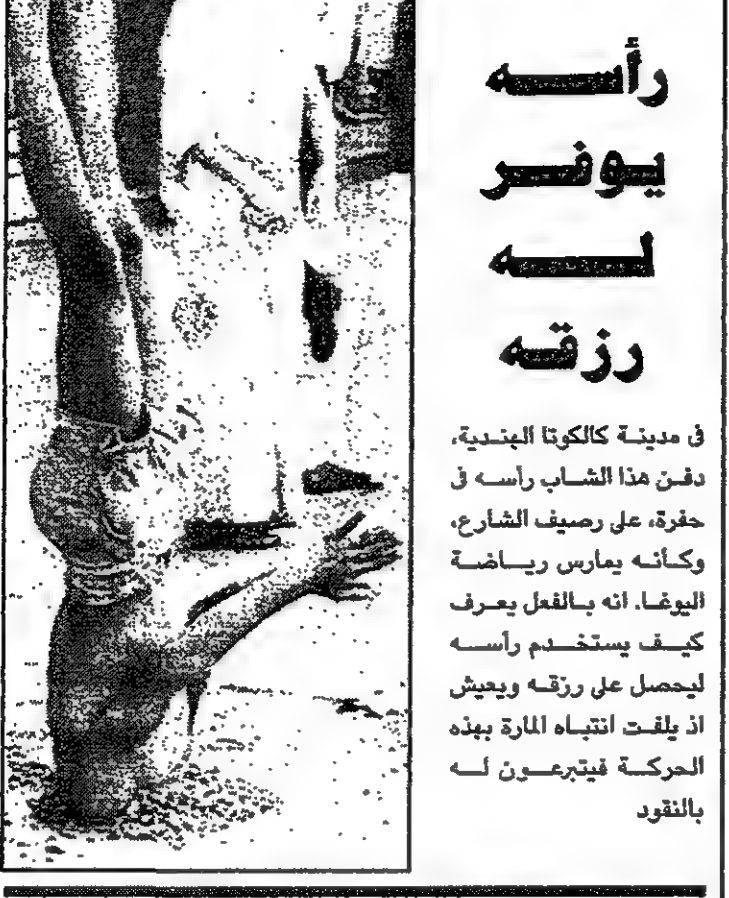 رأسه
يوفر
له
رزقه
فى مدينة كالكوتا الهندية،
دفن هذا الشاب رأسه فى
حفرة، على رصيف الشارع،
وكأنه يمارس رياضة
اليوغا. انه بالفعل يعرف
كيف يستخدم رأسه
ليحصل على رزقه ويعيش
اذ يلفت انتباه المارة بهذه
الحركة فيتبرعون له
بالنقود